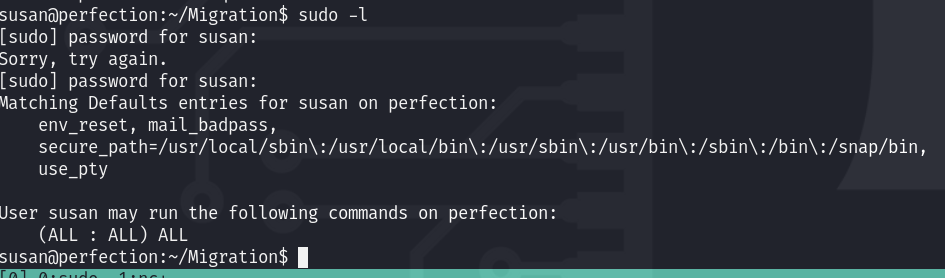 susan@perfection:~/Migration$ sudo -l
[sudo] password for susan:
Sorry, try again.
[sudo] password for susan:
Matching Defaults entries for susan on perfection:
    env_reset, mail_badpass,
    secure_path=/usr/local/sbin\:/usr/local/bin\:/usr/sbin\:/usr/bin\:/sbin\:/bin\:/snap/bin,
    use_pty

User susan may run the following commands on perfection:
    (ALL : ALL) ALL
susan@perfection:~/Migration$
[0] 0:sudo